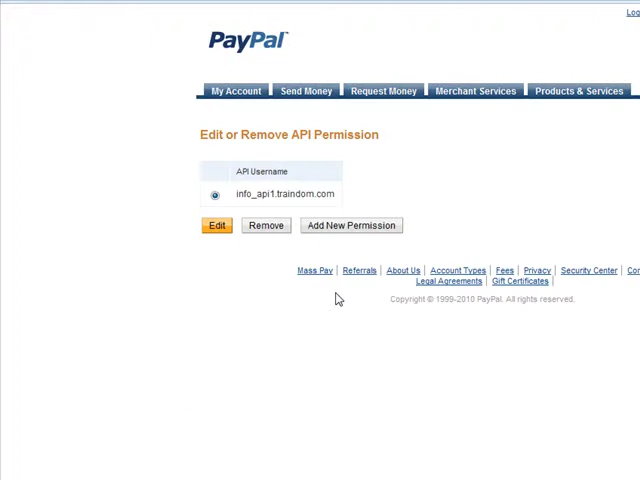 Log
PayPal
My Account Send Money Request Money Merchant Services Products & Services
Edit or Remove API Permission
API Username
info_api1.traindom.com
Edit Remove Add New Permission
Mass Pay Referrals About Us Account Types Fees Privacy Security Center Con
Legal Agreements Gift Certificates
Copyright © 1999-2010 PayPal. All rights reserved.